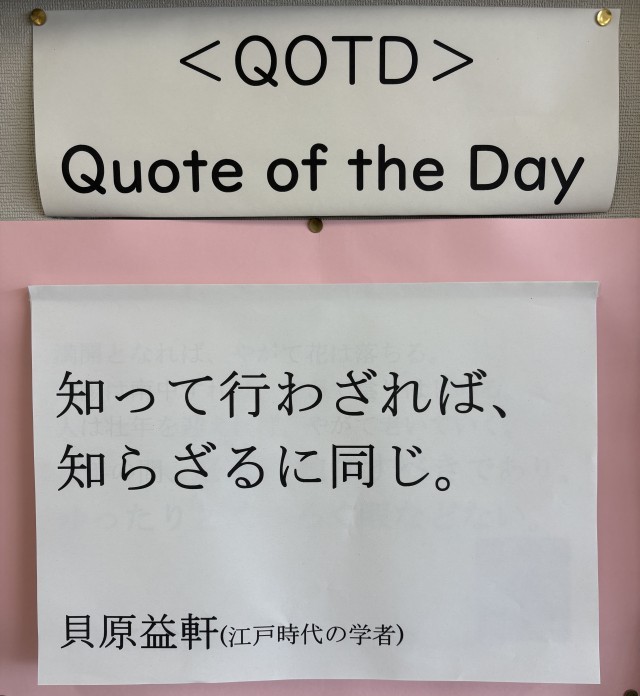 <QOTD>
Quote of the Day
知って行わざれば、
知らざるに同じ。
貝原益軒(江戸時代の学者)